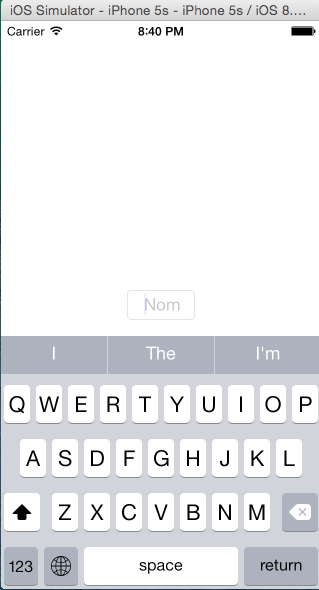 iOS Simulator - iPhone 5s - iPhone 5s / iOS 8....
Carrier 8:40 PM
Nom
I The I'm
Q W E R T Y U I O P
A S D F G H J K L
Z X C V B N M
123 space return